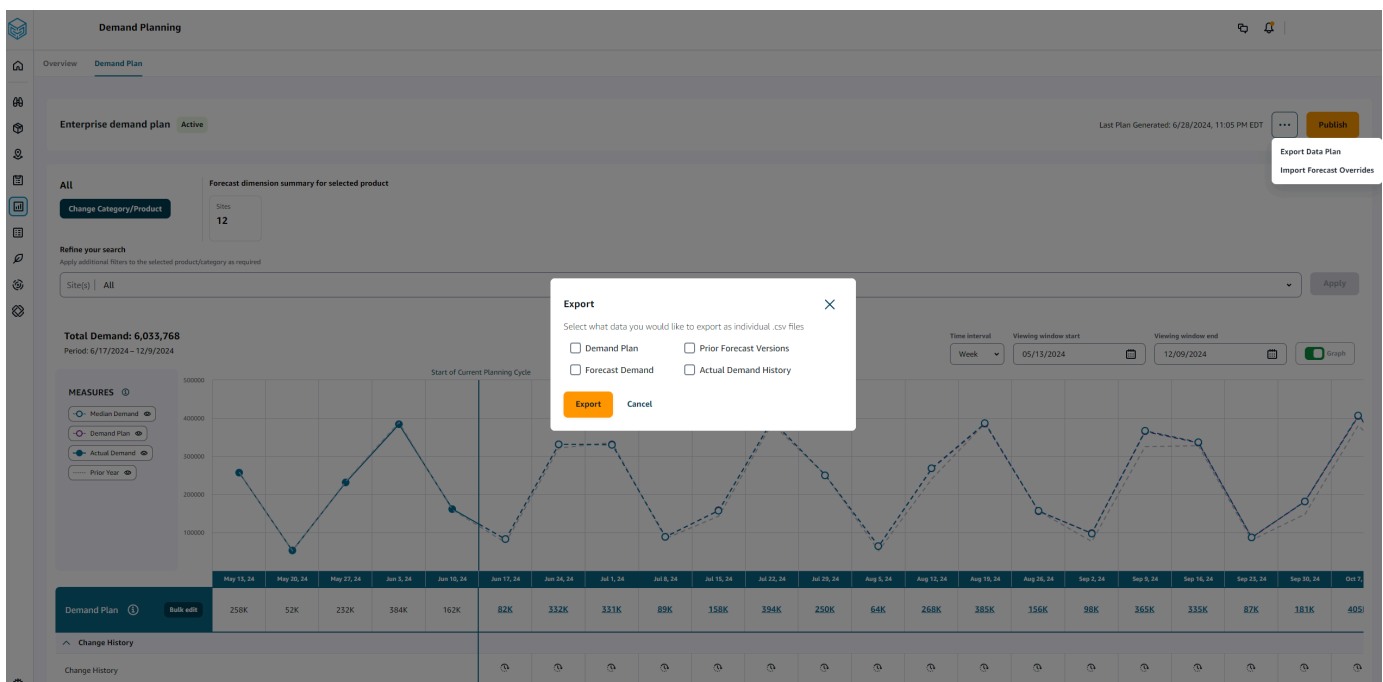 Demand Planning
Overview Demand Plan
Enterprise demand plan Active
Last Plan Generated: 6/28/2024, 11:05 PM EDT ... Publish
Export Data Plan
Import Forecast Overrides
All
Forecast dimension summary for selected product
Change Category/Product
Sites
12
Refine your search
Apply additional filters to the selected product/category as required
Site(s) All
Apply
Export
Select what data you would like to export as individual .csv files
Demand Plan Prior Forecast Versions
Forecast Demand Actual Demand History
Export Cancel
Total Demand: 6,033,768
Period: 6/17/2024 – 12/9/2024
Time interval Viewing window start Viewing window end
Week 05/13/2024 12/09/2024 Graph
Start of Current Planning Cycle
MEASURES
Median Demand
Demand Plan
Actual Demand
Prior Year
500000
400000
300000
200000
100000
May 13, 24 May 20, 24 May 27, 24 Jun 3, 24 Jun 10, 24 Jun 17, 24 Jun 24, 24 Jul 1, 24 Jul 8, 24 Jul 15, 24 Jul 22, 24 Jul 29, 24 Aug 5, 24 Aug 12, 24 Aug 19, 24 Aug 26, 24 Sep 2, 24 Sep 9, 24 Sep 16, 24 Sep 23, 24 Sep 30, 24 Oct 7,
Demand Plan Bulk edit 258K 52K 232K 384K 162K 82K 332K 331K 89K 158K 394K 250K 64K 268K 385K 156K 98K 365K 335K 87K 181K 405
Change History
Change History